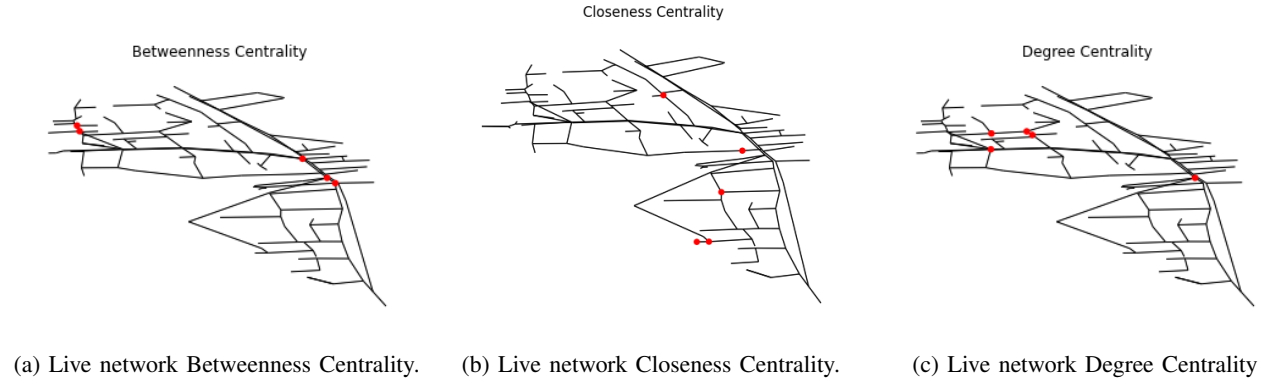 Betweenness Centrality
Closeness Centrality
Degree Centrality
(a) Live network Betweenness Centrality.
(b) Live network Closeness Centrality.
(c) Live network Degree Centrality